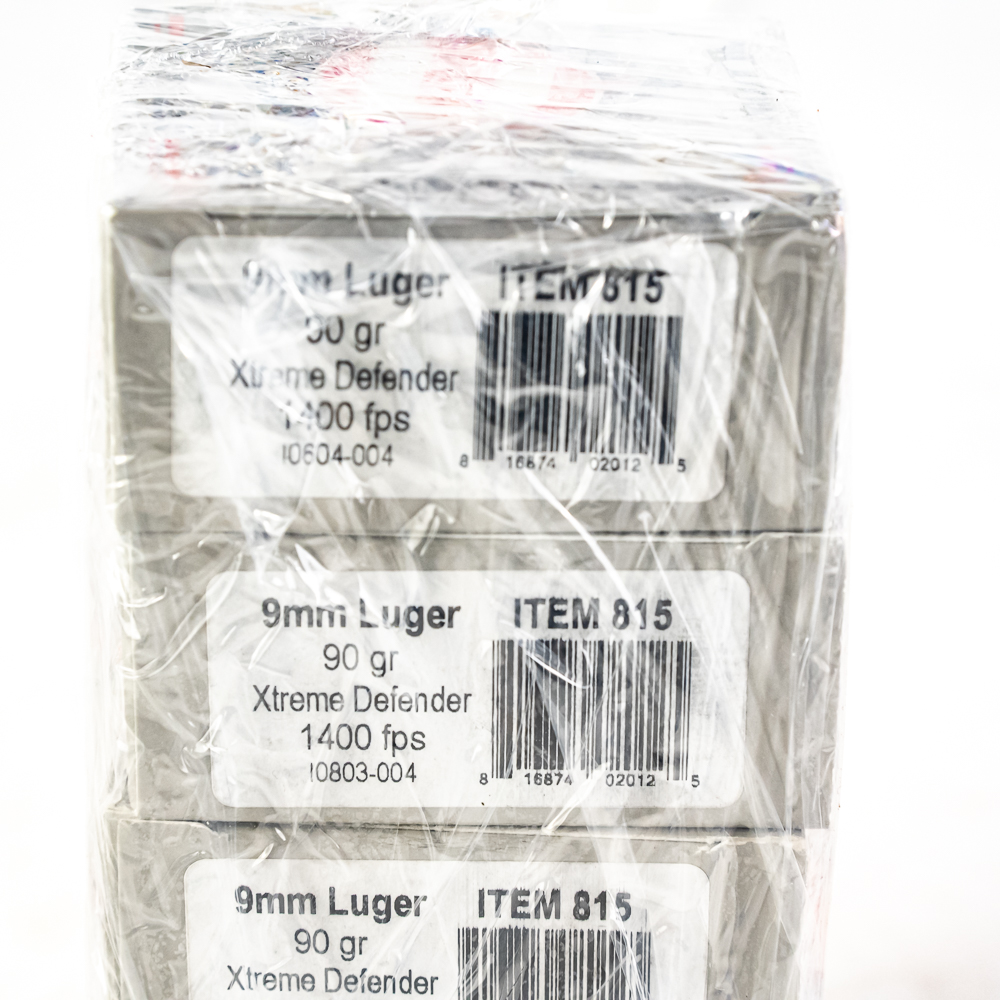 9mm Luger
90 gr
Xtreme Defender
1400 fps
I0604-004
ITEM 815
8 16874 02012 5
9mm Luger
90 gr
Xtreme Defender
1400 fps
I0803-004
ITEM 815
8 16874 02012 5
9mm Luger
90 gr
Xtreme Defender
ITEM 815